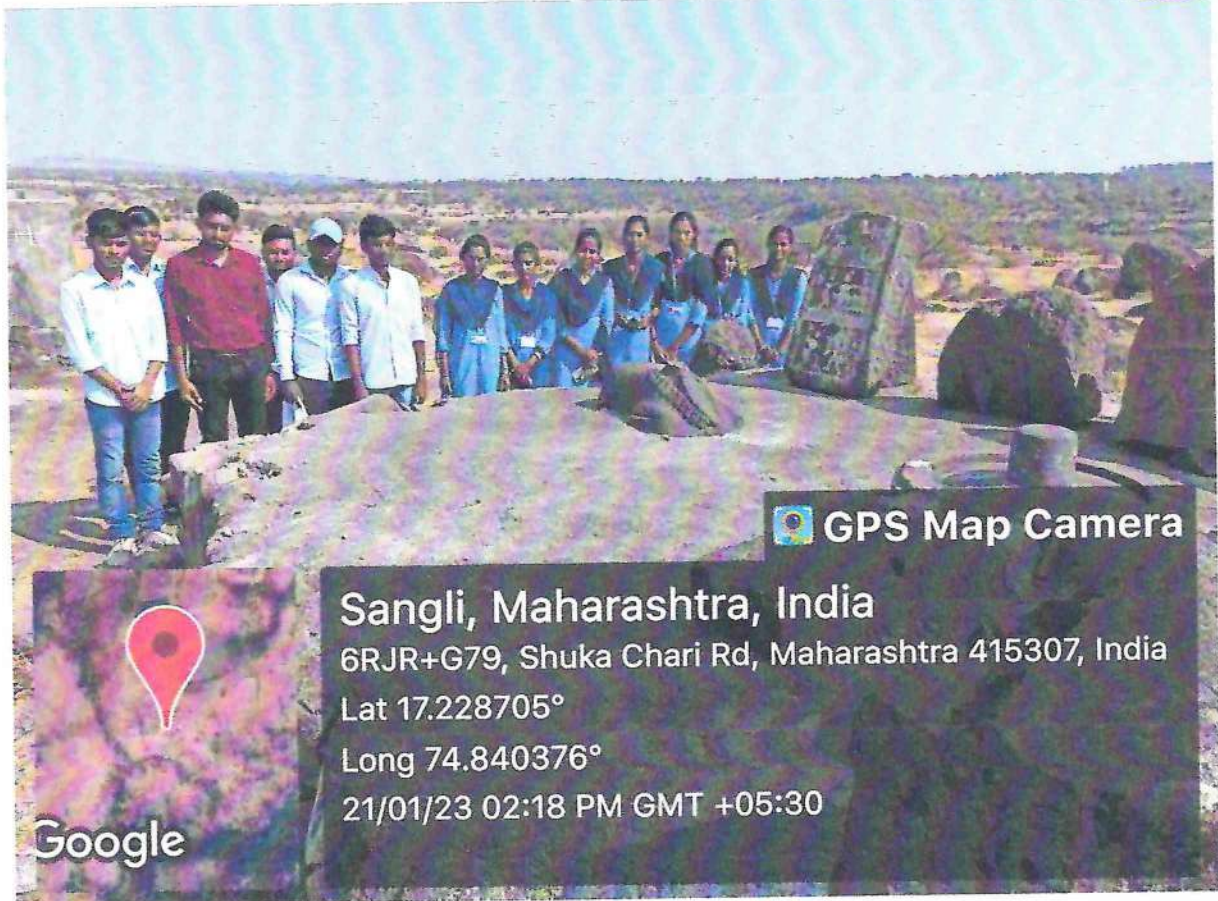 GPS Map Camera
Sangli, Maharashtra, India
6RJR+G79, Shuka Chari Rd, Maharashtra 415307, India
Lat 17.228705°
Long 74.840376°
21/01/23 02:18 PM GMT +05:30
Google